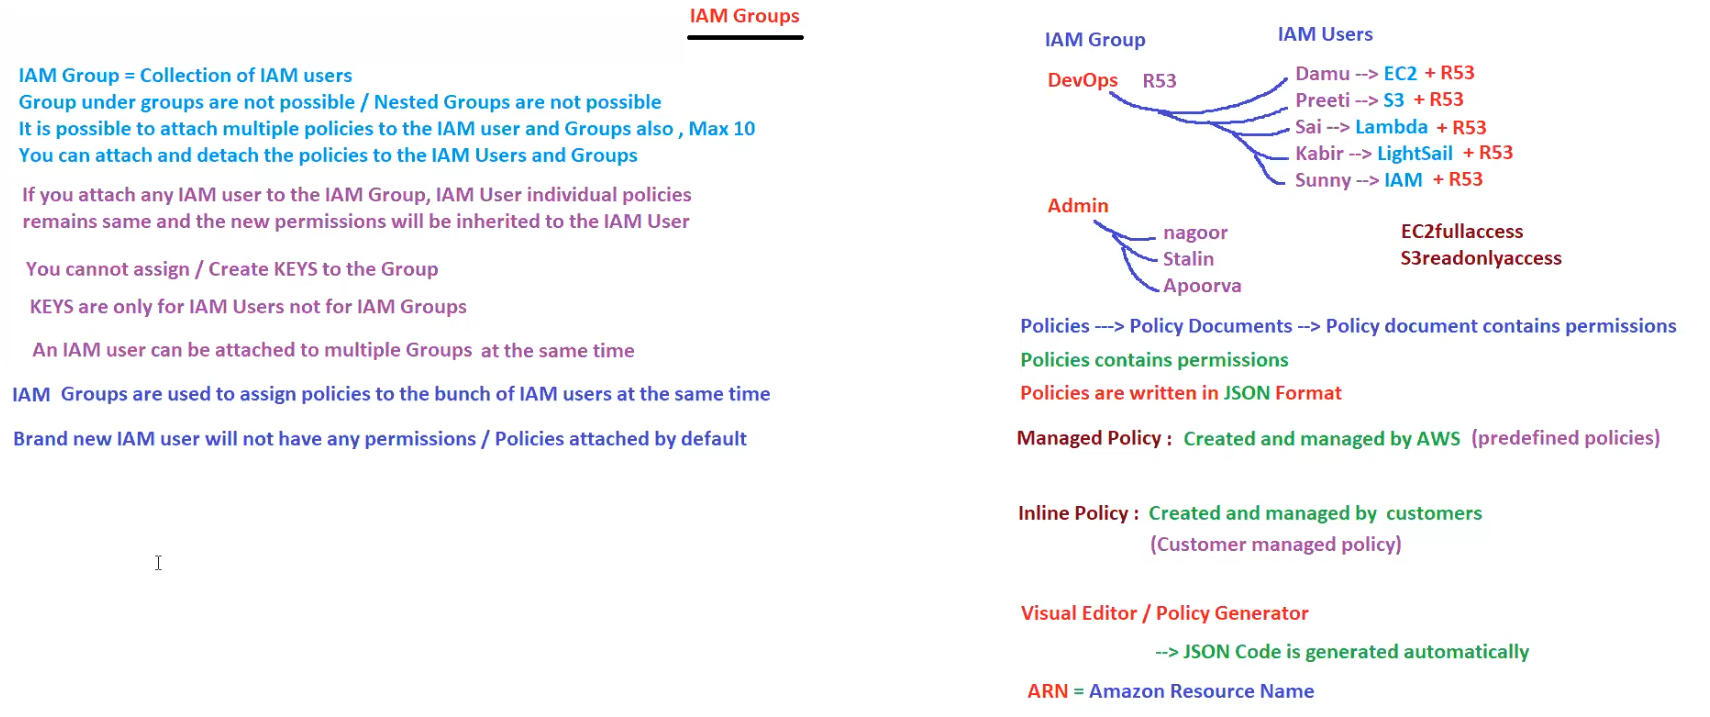 IAM Groups
IAM Group = Collection of IAM users
Group under groups are not possible / Nested Groups are not possible
It is possible to attach multiple policies to the IAM user and Groups also , Max 10
You can attach and detach the policies to the IAM Users and Groups
If you attach any IAM user to the IAM Group, IAM User individual policies
remains same and the new permissions will be inherited to the IAM User
You cannot assign / Create KEYS to the Group
KEYS are only for IAM Users not for IAM Groups
An IAM user can be attached to multiple Groups at the same time
IAM Groups are used to assign policies to the bunch of IAM users at the same time
Brand new IAM user will not have any permissions / Policies attached by default
IAM Group
IAM Users
DevOps R53
Damu --> EC2 + R53
Preeti --> S3 + R53
Sai --> Lambda + R53
Kabir --> LightSail + R53
Sunny --> IAM + R53
Admin
nagoor
Stalin
Apoorva
EC2fullaccess
S3readonlyaccess
Policies ---> Policy Documents --> Policy document contains permissions
Policies contains permissions
Policies are written in JSON Format
Managed Policy : Created and managed by AWS (predefined policies)
Inline Policy : Created and managed by customers
(Customer managed policy)
Visual Editor / Policy Generator
--> JSON Code is generated automatically
ARN = Amazon Resource Name